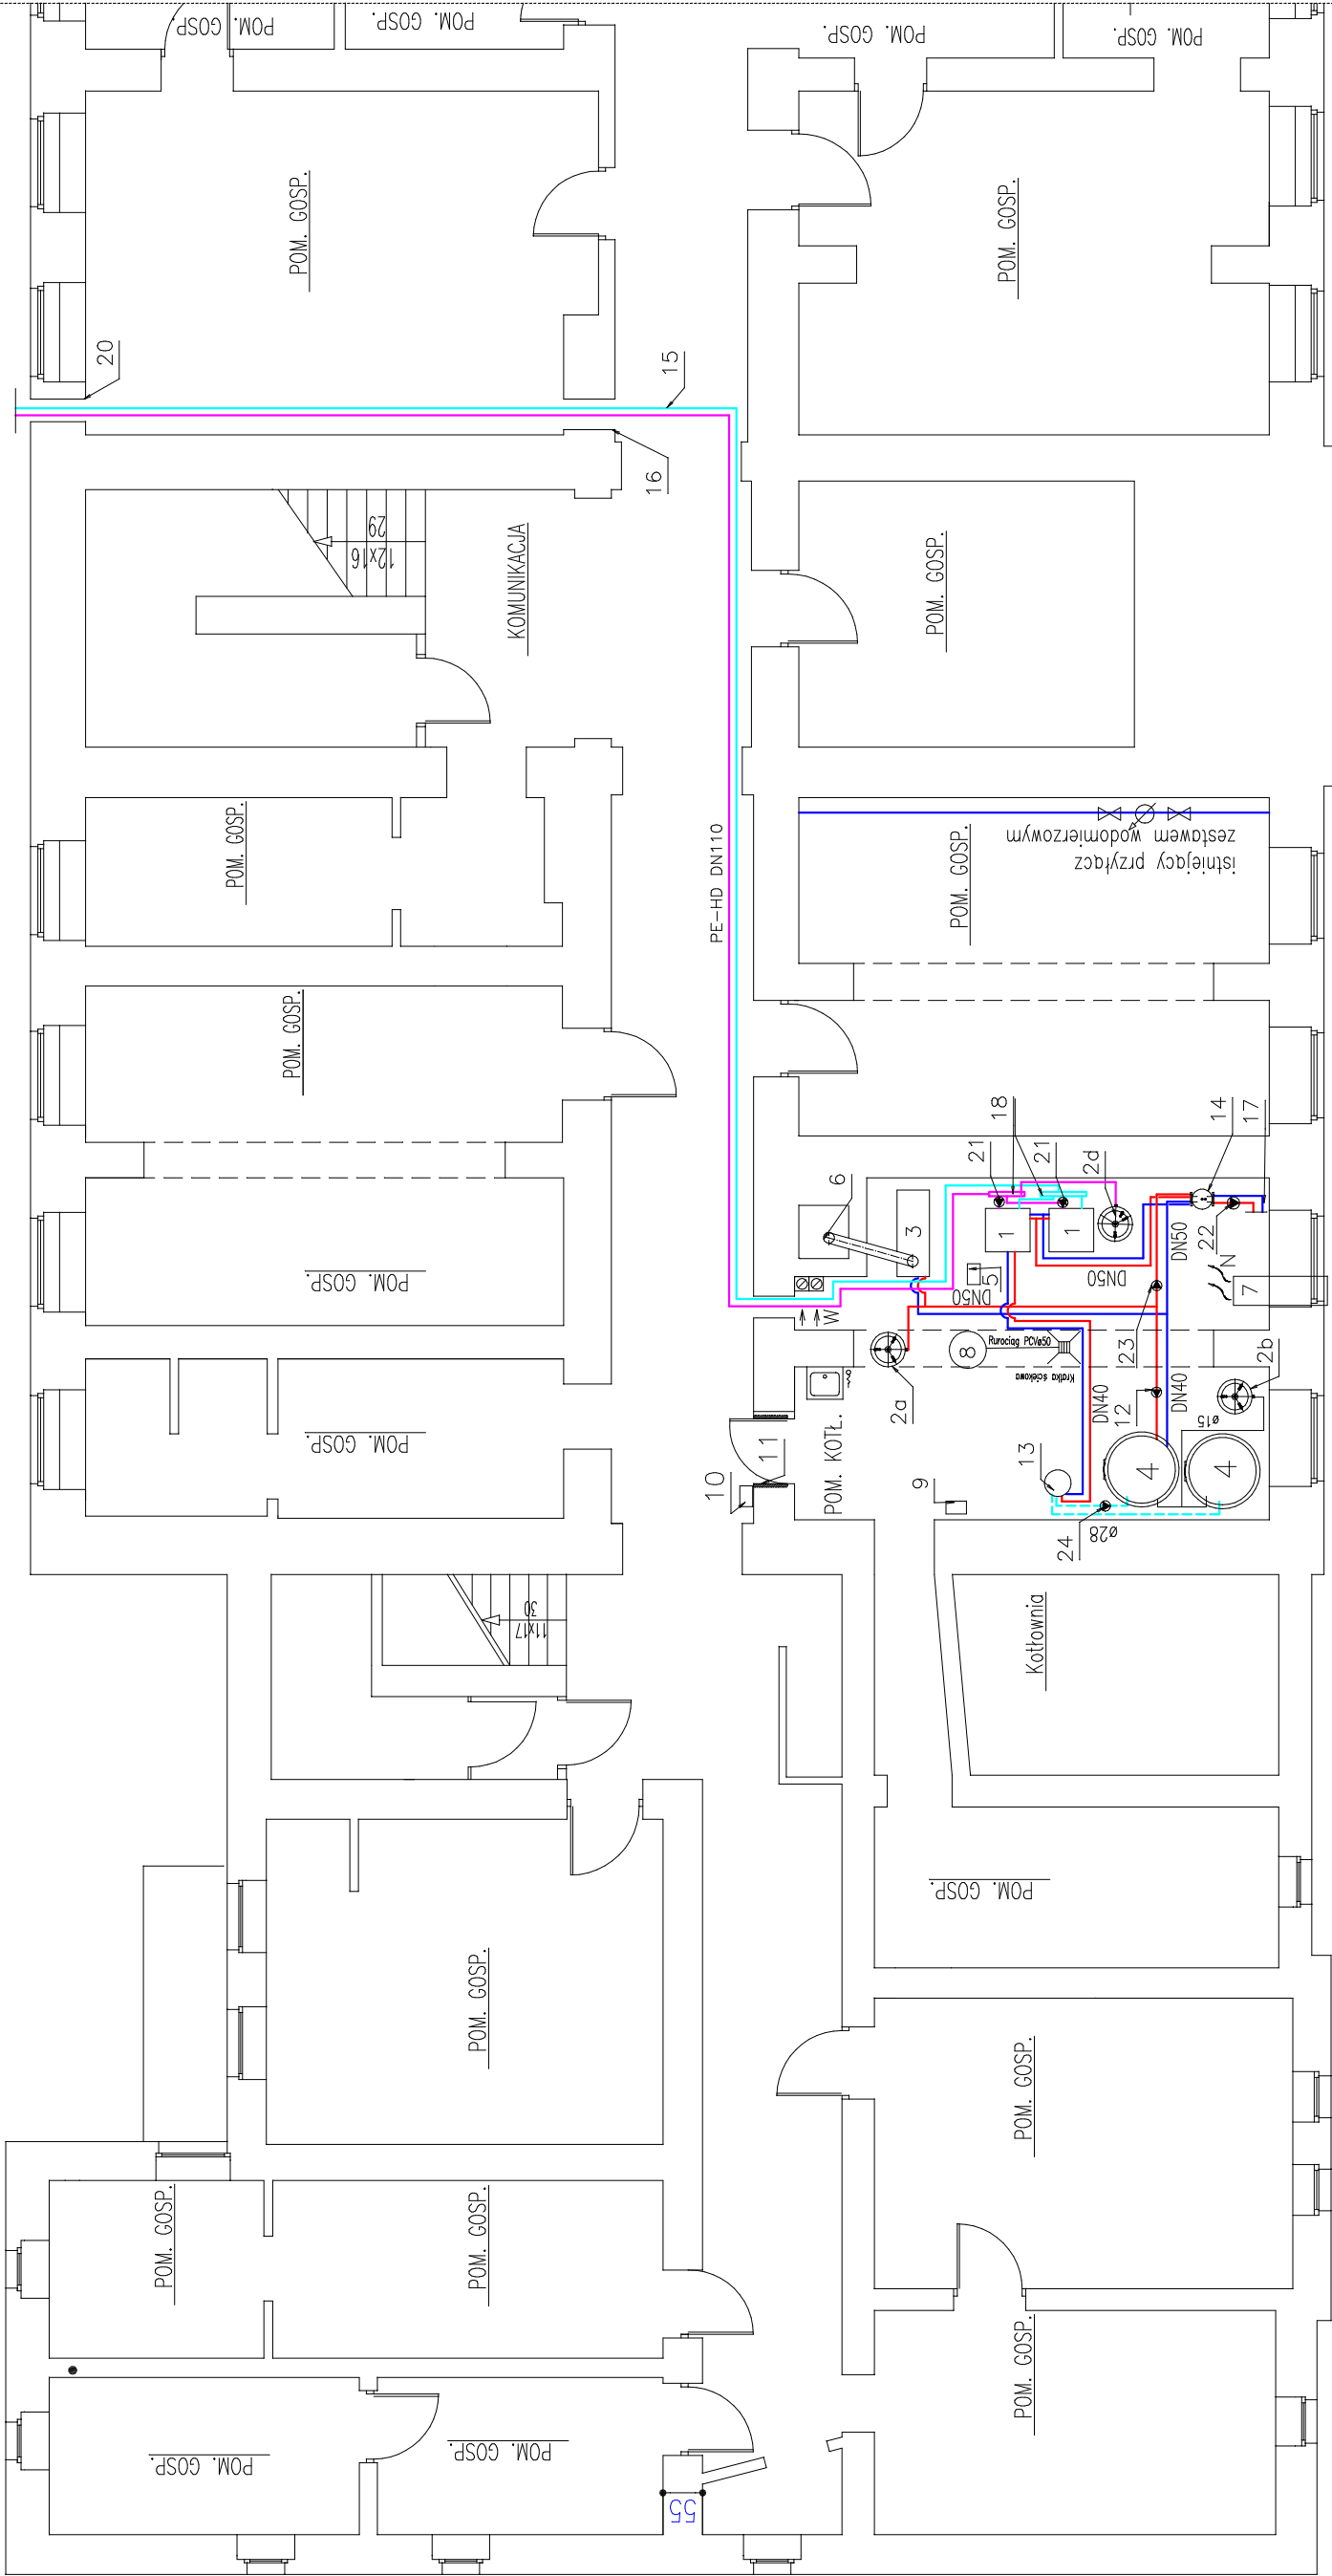 POM.
GOSP
POM.
GOSP.
POM. GOSP.
POM. GOSP.
POM. GOSP.
POM. GOSP.
20
15
16
12x16
29
KOMUNIKACJA
POM. GOSP.
POM. GOSP.
PE-HD DN110
POM. GOSP.
istniejący przyłącz
zestawem wodomierzowym
POM. GOSP.
POM. GOSP.
6
21
18
21
2d
14
17
3
1
1
5
DN50
DN50
DN50
22
N
7
W
8
Rurociąg PCVø50
Kratka ściekowa
23
2a
2b
POM. GOSP.
10
11
POM. KOTŁ.
13
DN40
12
DN40
ø15
4
4
9
24
ø28
11x17
30
Kotłownia
POM. GOSP.
POM. GOSP.
POM. GOSP.
POM. GOSP.
POM. GOSP.
POM. GOSP.
POM. GOSP.
POM. GOSP.
55